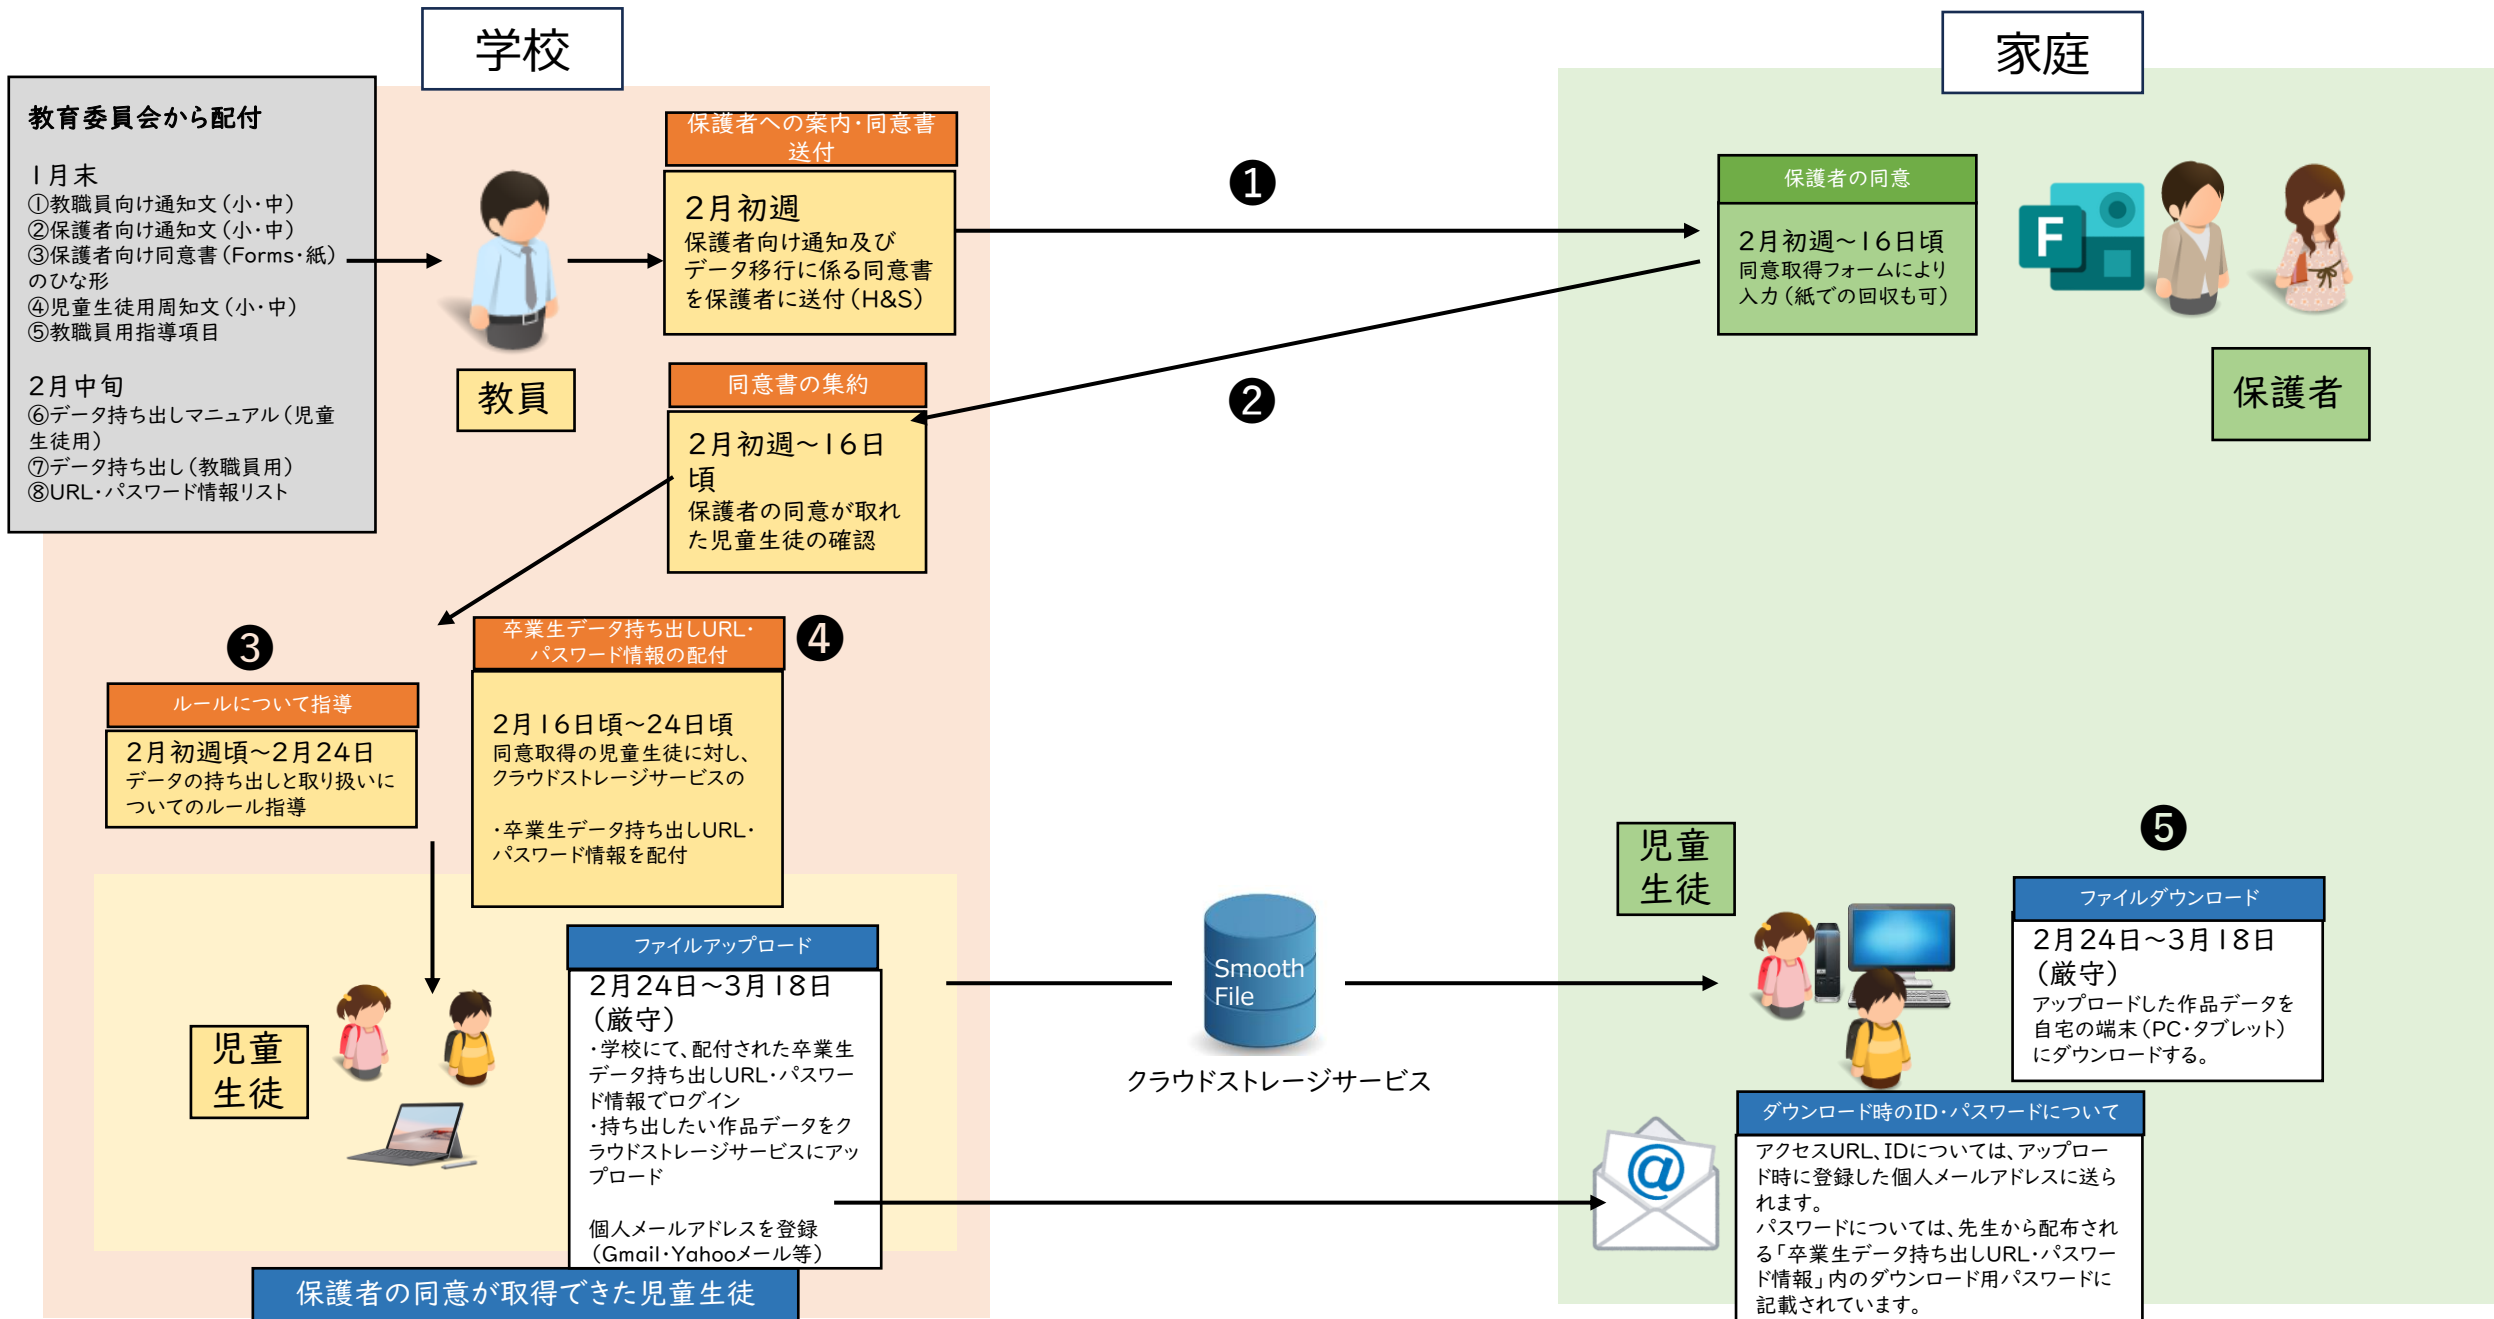 学校
家庭
教育委員会から配付
1月末
①教職員向け通知文(小・中)
②保護者向け通知文(小・中)
③保護者向け同意書(Forms・紙)
のひな形
④児童生徒用周知文(小・中)
⑤教職員用指導項目
2月中旬
⑥データ持ち出しマニュアル(児童
生徒用)
⑦データ持ち出し(教職員用)
⑧URL・パスワード情報リスト
教員
保護者への案内・同意書
送付
2月初週
保護者向け通知及び
データ移行に係る同意書
を保護者に送付(H&S)
❶
保護者の同意
2月初週～16日頃
同意取得フォームにより
入力(紙での回収も可)
F
保護者
❷
同意書の集約
2月初週～16日
頃
保護者の同意が取れ
た児童生徒の確認
❸
ルールについて指導
2月初週頃～2月24日
データの持ち出しと取り扱いに
ついてのルール指導
❹
卒業生データ持ち出しURL・
パスワード情報の配付
2月16日頃～24日頃
同意取得の児童生徒に対し、
クラウドストレージサービスの
・卒業生データ持ち出しURL・
パスワード情報を配付
児童
生徒
ファイルアップロード
2月24日～3月18日
(厳守)
・学校にて、配付された卒業生
データ持ち出しURL・パスワー
ド情報でログイン
・持ち出したい作品データをク
ラウドストレージサービスにアッ
プロード
個人メールアドレスを登録
(Gmail・Yahooメール等)
保護者の同意が取得できた児童生徒
Smooth
File
クラウドストレージサービス
児童
生徒
❺
ファイルダウンロード
2月24日～3月18日
(厳守)
アップロードした作品データを
自宅の端末(PC・タブレット)
にダウンロードする。
@
ダウンロード時のID・パスワードについて
アクセスURL、IDについては、アップロー
ド時に登録した個人メールアドレスに送ら
れます。
パスワードについては、先生から配布され
る「卒業生データ持ち出しURL・パスワー
ド情報」内のダウンロード用パスワードに
記載されています。